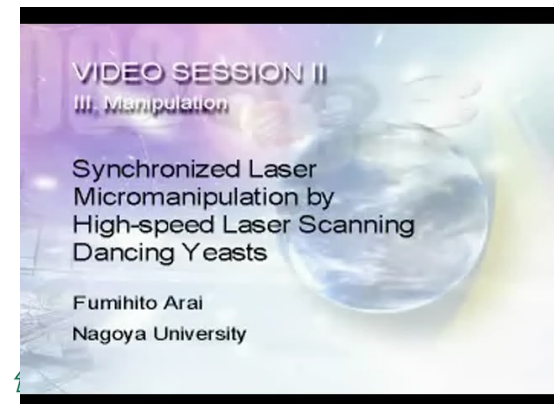 VIDEO SESSION II
III. Manipulation
Synchronized Laser
Micromanipulation by
High-speed Laser Scanning
Dancing Yeasts
Fumihito Arai
Nagoya University